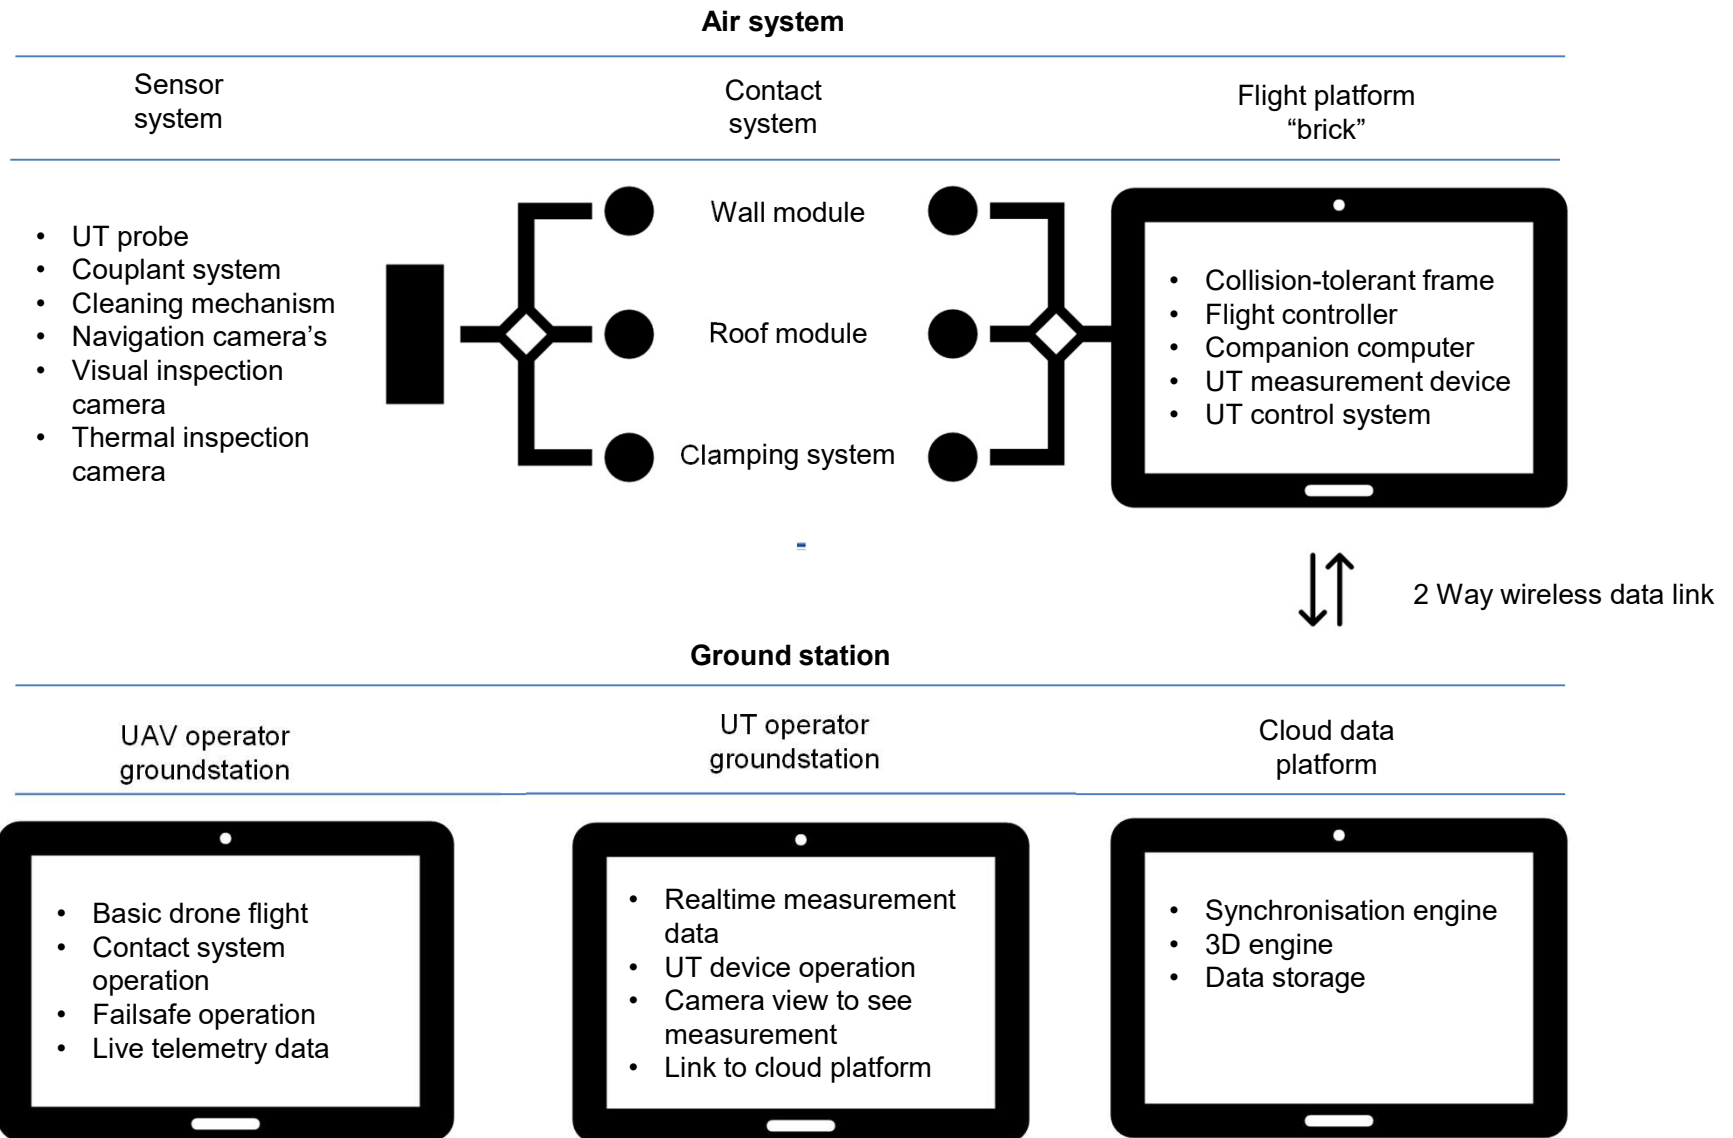 Air system
Sensor
system
Contact
system
Flight platform
“brick”
• UT probe
• Couplant system
• Cleaning mechanism
• Navigation camera’s
• Visual inspection
camera
• Thermal inspection
camera
Wall module
Roof module
Clamping system
• Collision-tolerant frame
• Flight controller
• Companion computer
• UT measurement device
• UT control system
2 Way wireless data link
Ground station
UAV operator
groundstation
UT operator
groundstation
Cloud data
platform
• Basic drone flight
• Contact system
operation
• Failsafe operation
• Live telemetry data
• Realtime measurement
data
• UT device operation
• Camera view to see
measurement
• Link to cloud platform
• Synchronisation engine
• 3D engine
• Data storage